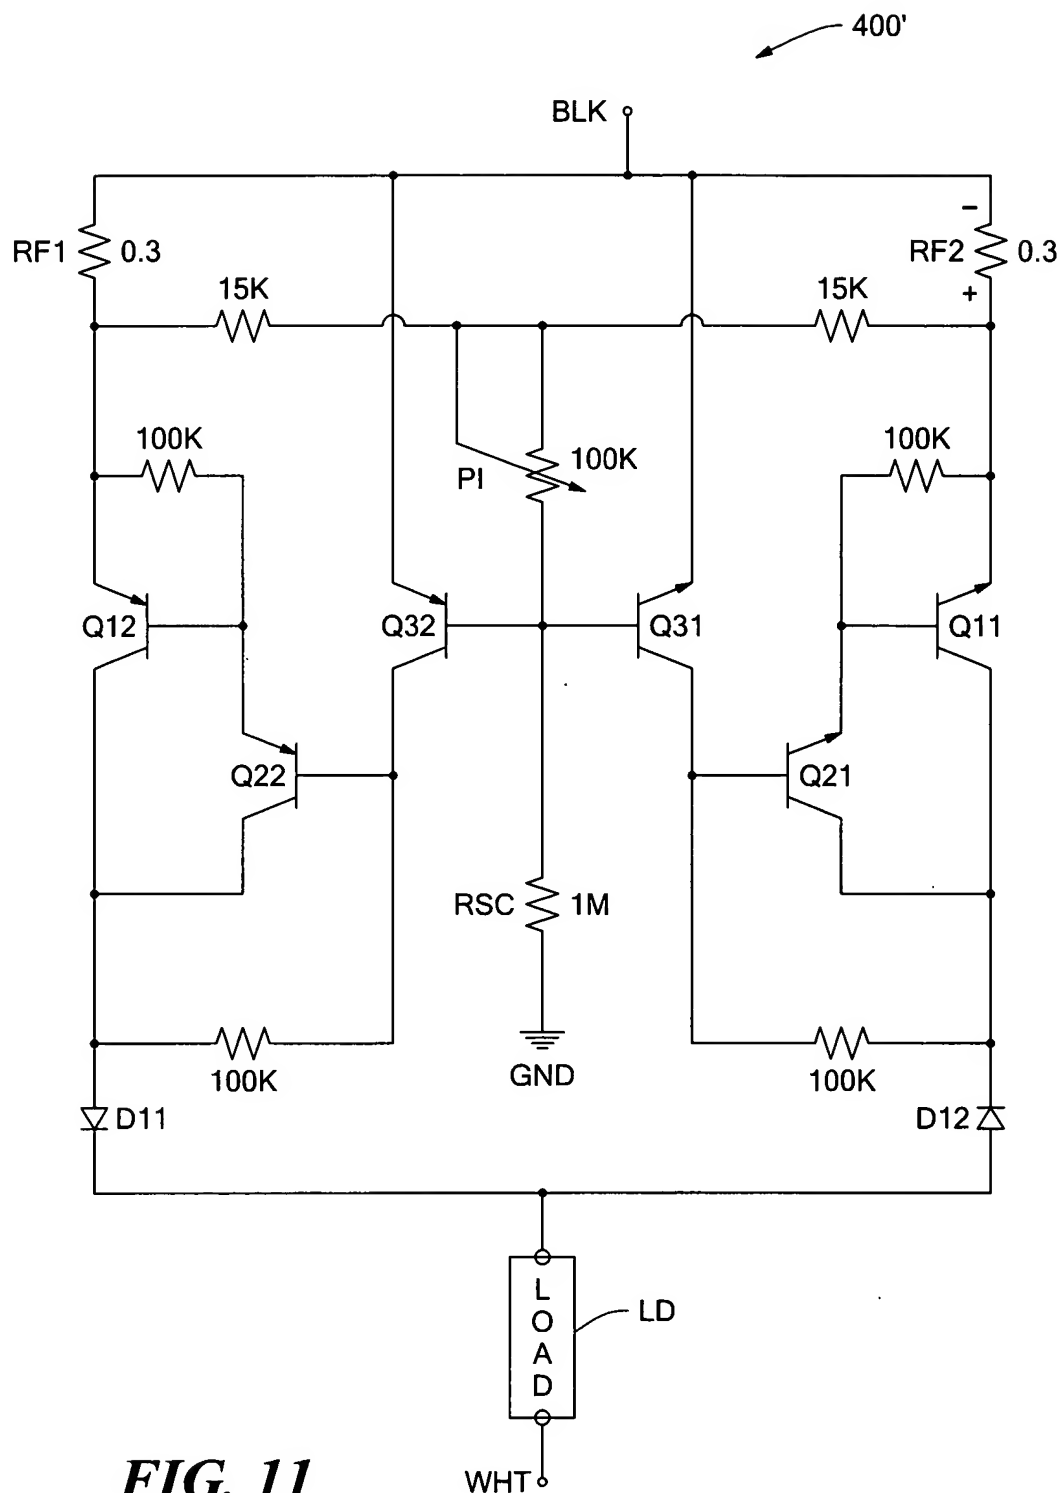 400'
BLK
RF1 0.3
RF2 0.3
− +
15K
15K
100K
100K
PI 100K
Q12
Q32
Q31
Q11
Q22
Q21
RSC 1M
GND
100K
100K
D11
D12
LOAD
LD
WHT
FIG. 11